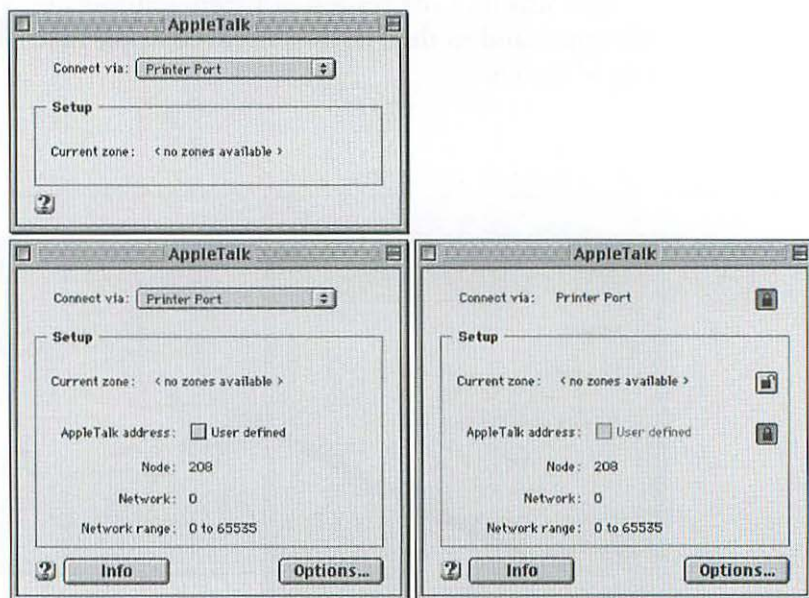 AppleTalk
Connect via: Printer Port
Setup
Current zone: < no zones available >
?
AppleTalk
Connect via: Printer Port
Setup
Current zone: < no zones available >
AppleTalk address: User defined
Node: 208
Network: 0
Network range: 0 to 65535
? Info Options...
AppleTalk
Connect via: Printer Port
Setup
Current zone: < no zones available >
AppleTalk address: User defined
Node: 208
Network: 0
Network range: 0 to 65535
? Info Options...